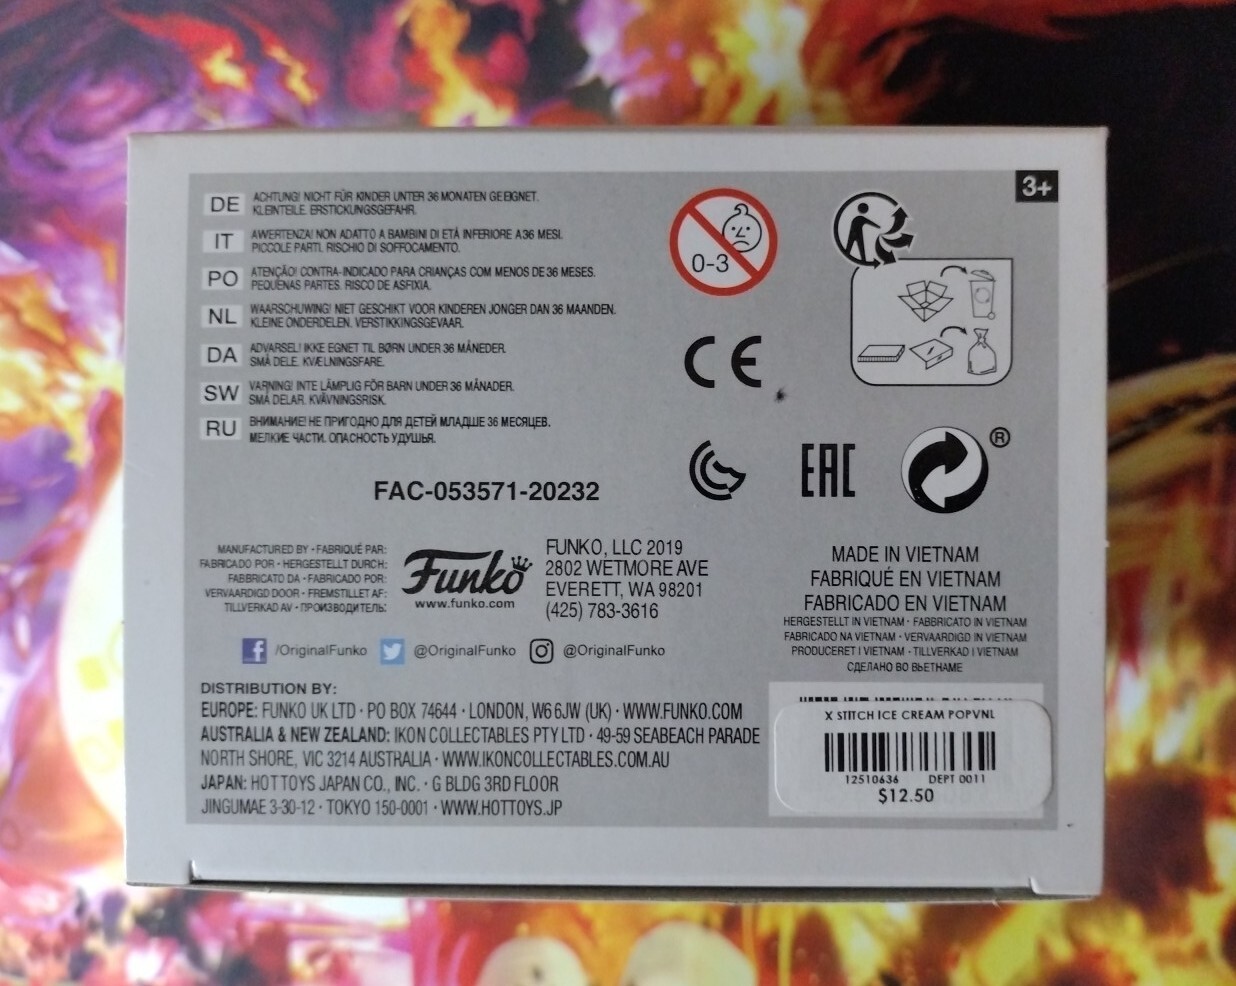 3+
DE ACHTUNG! NICHT FÜR KINDER UNTER 36 MONATEN GEEIGNET.
KLEINTEILE. ERSTICKUNGSGEFAHR.
IT AWERTENZA! NON ADATTO A BAMBINI DI ETÁ INFERIORE A 36 MESI.
PICCOLE PARTI. RISCHIO DI SOFFOCAMENTO.
PO ATENÇÃO! CONTRA-INDICADO PARA CRIANÇAS COM MENOS DE 36 MESES.
PEQUENAS PARTES. RISCO DE ASFIXIA.
NL WAARSCHUWING! NIET GESCHIKT VOOR KINDEREN JONGER DAN 36 MAANDEN.
KLEINE ONDERDELEN. VERSTIKKINGSGEVAAR.
DA ADVARSEL! IKKE EGNET TIL BØRN UNDER 36 MÅNEDER.
SMÅ DELE. KVÆLNINGSFARE.
SW VARNING! INTE LÄMPLIG FÖR BARN UNDER 36 MÅNADER.
SMÅ DELAR. KVÄVNINGSRISK.
RU ВНИМАНИЕ! НЕ ПРИГОДНО ДЛЯ ДЕТЕЙ МЛАДШЕ 36 МЕСЯЦЕВ.
МЕЛКИЕ ЧАСТИ. ОПАСНОСТЬ УДУШЬЯ.
0-3
CE
EAC
®
FAC-053571-20232
MANUFACTURED BY • FABRIQUÉ PAR:
FABRICADO POR • HERGESTELLT DURCH:
FABBRICATO DA • FABRICADO POR:
VERVAARDIGD DOOR • FREMSTILLET AF:
TILLVERKAD AV • ПРОИЗВОДИТЕЛЬ:
Funko
www.funko.com
FUNKO, LLC 2019
2802 WETMORE AVE
EVERETT, WA 98201
(425) 783-3616
MADE IN VIETNAM
FABRIQUÉ EN VIETNAM
FABRICADO EN VIETNAM
HERGESTELLT IN VIETNAM • FABBRICATO IN VIETNAM
FABRICADO NA VIETNAM • VERVAARDIGD IN VIETNAM
PRODUCERET I VIETNAM • TILLVERKAD I VIETNAM
СДЕЛАНО ВО ВЬЕТНАМЕ
/OriginalFunko @OriginalFunko @OriginalFunko
DISTRIBUTION BY:
EUROPE: FUNKO UK LTD • PO BOX 74644 • LONDON, W6 6JW (UK) • WWW.FUNKO.COM
AUSTRALIA & NEW ZEALAND: IKON COLLECTABLES PTY LTD • 49-59 SEABEACH PARADE
NORTH SHORE, VIC 3214 AUSTRALIA • WWW.IKONCOLLECTABLES.COM.AU
JAPAN: HOTTOYS JAPAN CO., INC. • G BLDG 3RD FLOOR
JINGUMAE 3-30-12 • TOKYO 150-0001 • WWW.HOTTOYS.JP
X STITCH ICE CREAM POPVNL
12510636 DEPT 0011
$12.50